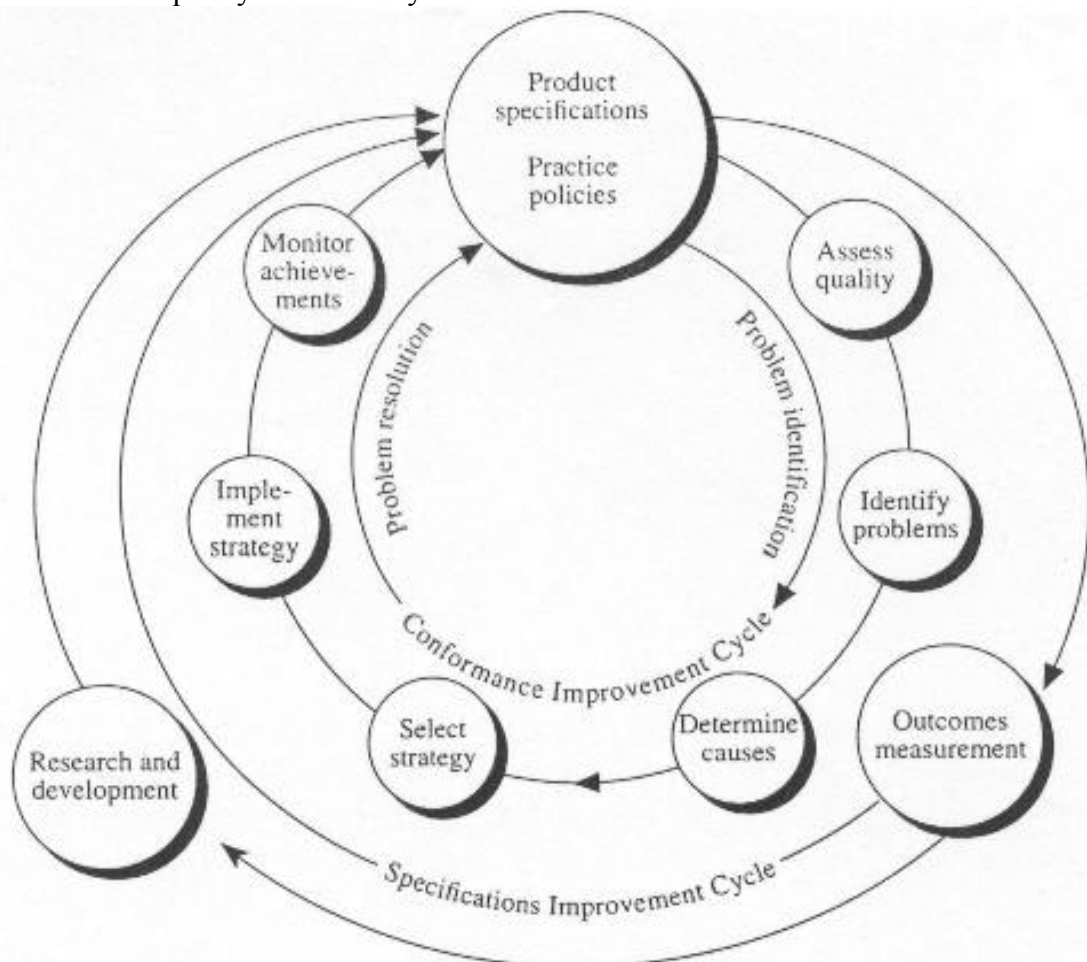 Product
specifications
Practice
policies
Monitor
achieve-
ments
Assess
quality
Problem resolution
Problem identification
Imple-
ment
strategy
Identify
problems
Conformance Improvement Cycle
Select
strategy
Determine
causes
Outcomes
measurement
Research and
development
Specifications Improvement Cycle